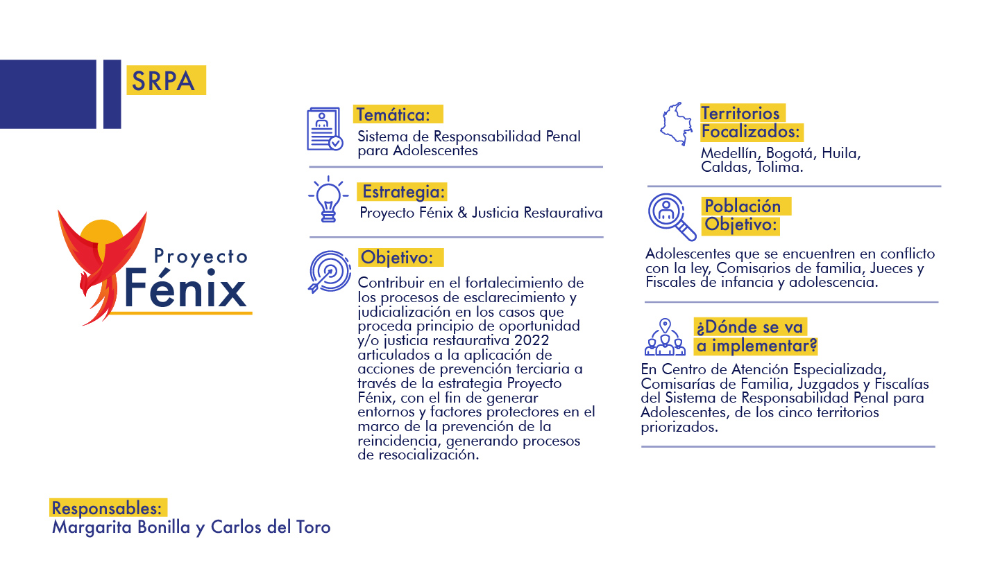 SRPA
Proyecto
Fénix
Temática:
Sistema de Responsabilidad Penal
para Adolescentes
Estrategia:
Proyecto Fénix & Justicia Restaurativa
Objetivo:
Contribuir en el fortalecimiento de
los procesos de esclarecimiento y
judicialización en los casos que
proceda principio de oportunidad
y/o justicia restaurativa 2022
articulados a la aplicación de
acciones de prevención terciaria a
través de la estrategia Proyecto
Fénix, con el fin de generar
entornos y factores protectores en el
marco de la prevención de la
reincidencia, generando procesos
de resocialización.
Territorios
Focalizados:
Medellín, Bogotá, Huila,
Caldas, Tolima.
Población
Objetivo:
Adolescentes que se encuentren en conflicto
con la ley, Comisarios de familia, Jueces y
Fiscales de infancia y adolescencia.
¿Dónde se va
a implementar?
En Centro de Atención Especializada,
Comisarías de Familia, Juzgados y Fiscalías
del Sistema de Responsabilidad Penal para
Adolescentes, de los cinco territorios
priorizados.
Responsables:
Margarita Bonilla y Carlos del Toro